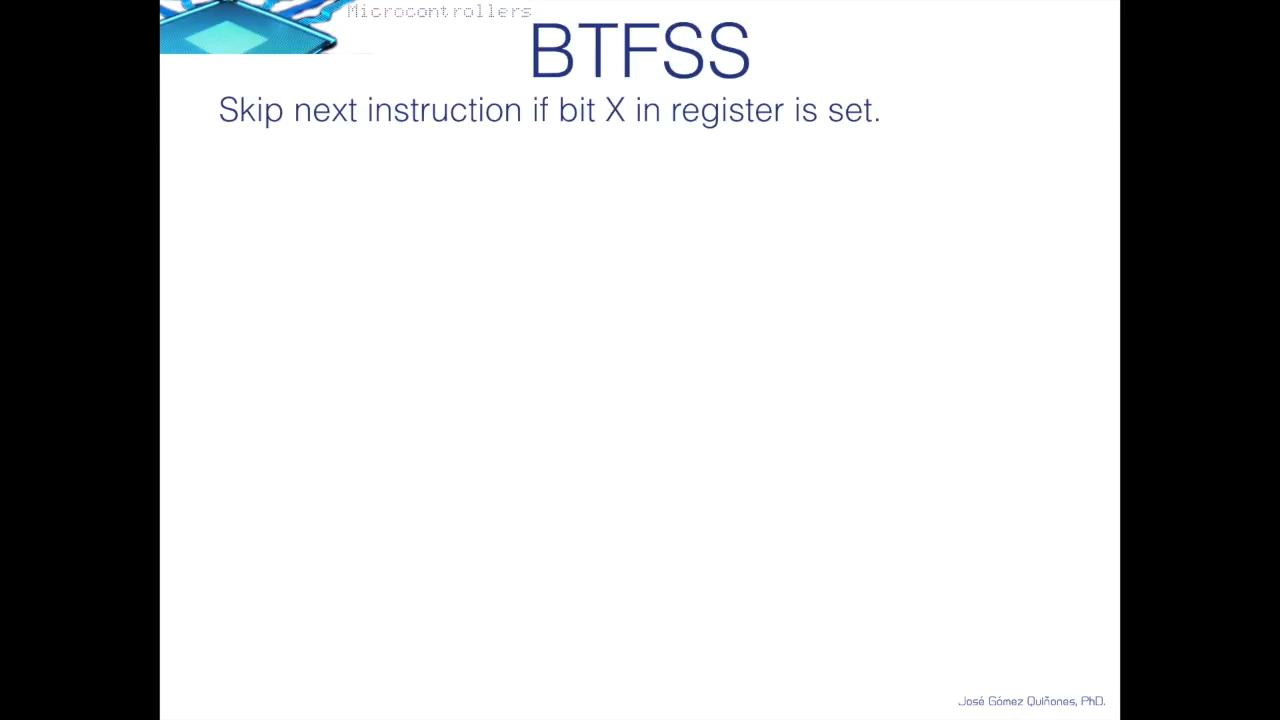 Microcontrollers
BTFSS
Skip next instruction if bit X in register is set.
José Gómez Quiñones, PhD.